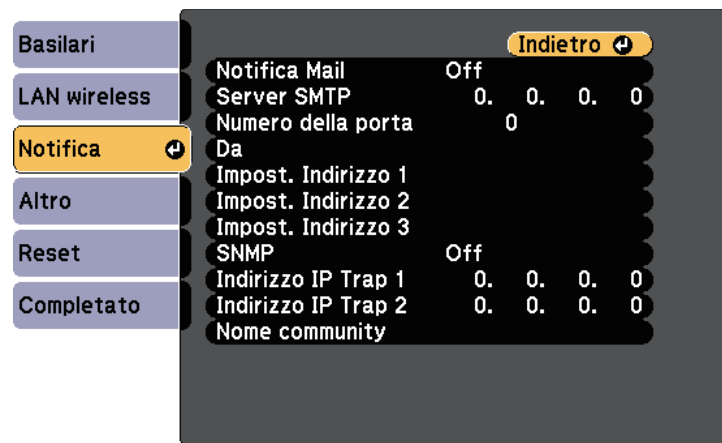 Basilari
LAN wireless
Notifica
Altro
Reset
Completato
Indietro
Notifica Mail Off
Server SMTP 0. 0. 0. 0
Numero della porta 0
Da
Impost. Indirizzo 1
Impost. Indirizzo 2
Impost. Indirizzo 3
SNMP Off
Indirizzo IP Trap 1 0. 0. 0. 0
Indirizzo IP Trap 2 0. 0. 0. 0
Nome community